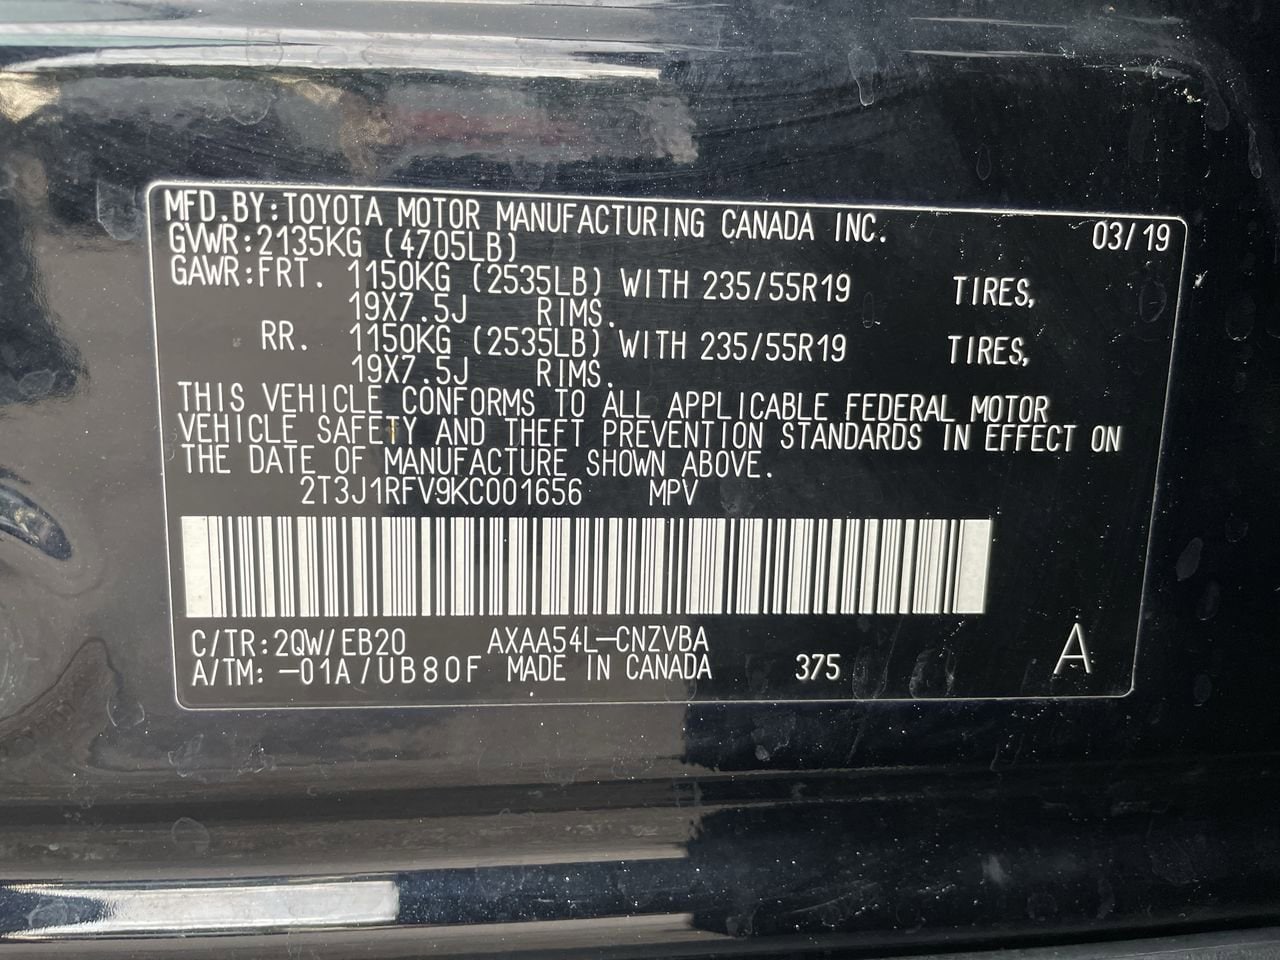 MFD.BY:TOYOTA MOTOR MANUFACTURING CANADA INC.
GVWR:2135KG (4705LB) 03/19
GAWR:FRT. 1150KG (2535LB) WITH 235/55R19 TIRES,
19X7.5J RIMS.
RR. 1150KG (2535LB) WITH 235/55R19 TIRES,
19X7.5J RIMS.
THIS VEHICLE CONFORMS TO ALL APPLICABLE FEDERAL MOTOR
VEHICLE SAFETY AND THEFT PREVENTION STANDARDS IN EFFECT ON
THE DATE OF MANUFACTURE SHOWN ABOVE.
2T3J1RFV9KC001656 MPV
C/TR:2QW/EB20 AXAA54L-CNZVBA
A/TM:-01A/UB80F MADE IN CANADA 375 A